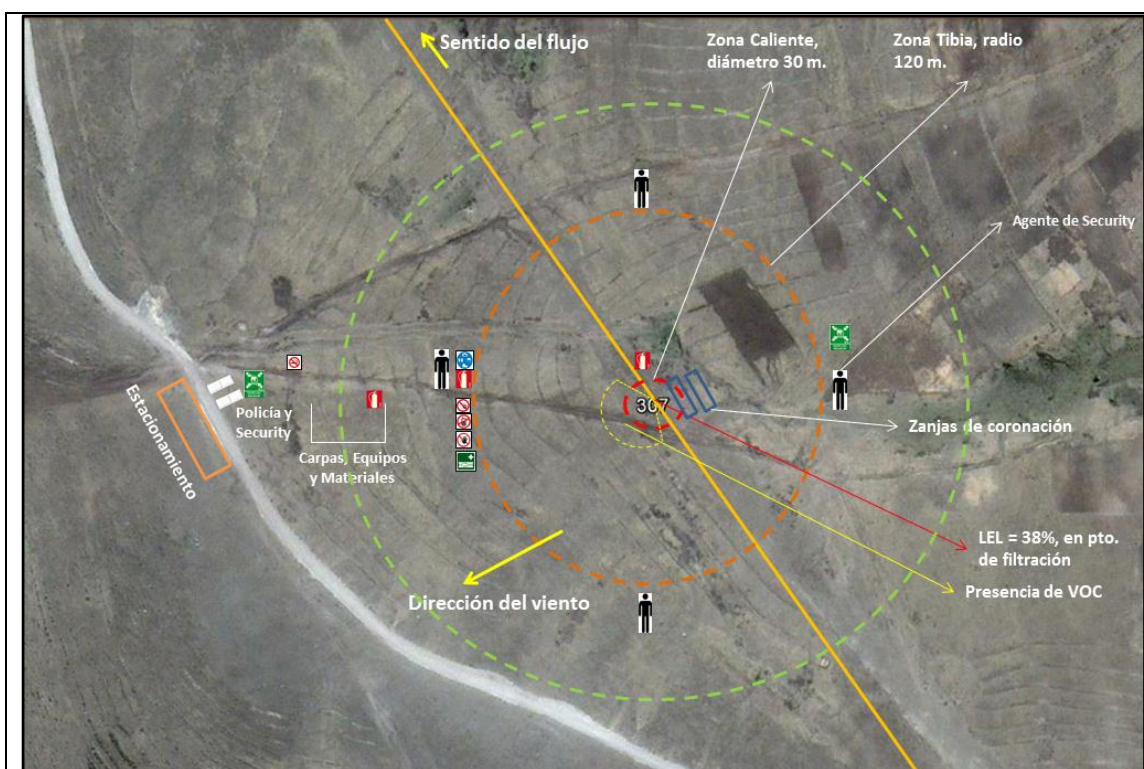 Sentido del flujo
Zona Caliente,
diámetro 30 m.
Zona Tibia, radio
120 m.
Agente de Security
307
Policía y
Security
Estacionamiento
Carpas, Equipos
y Materiales
Zanjas de coronación
LEL = 38%, en pto.
de filtración
Presencia de VOC
Dirección del viento